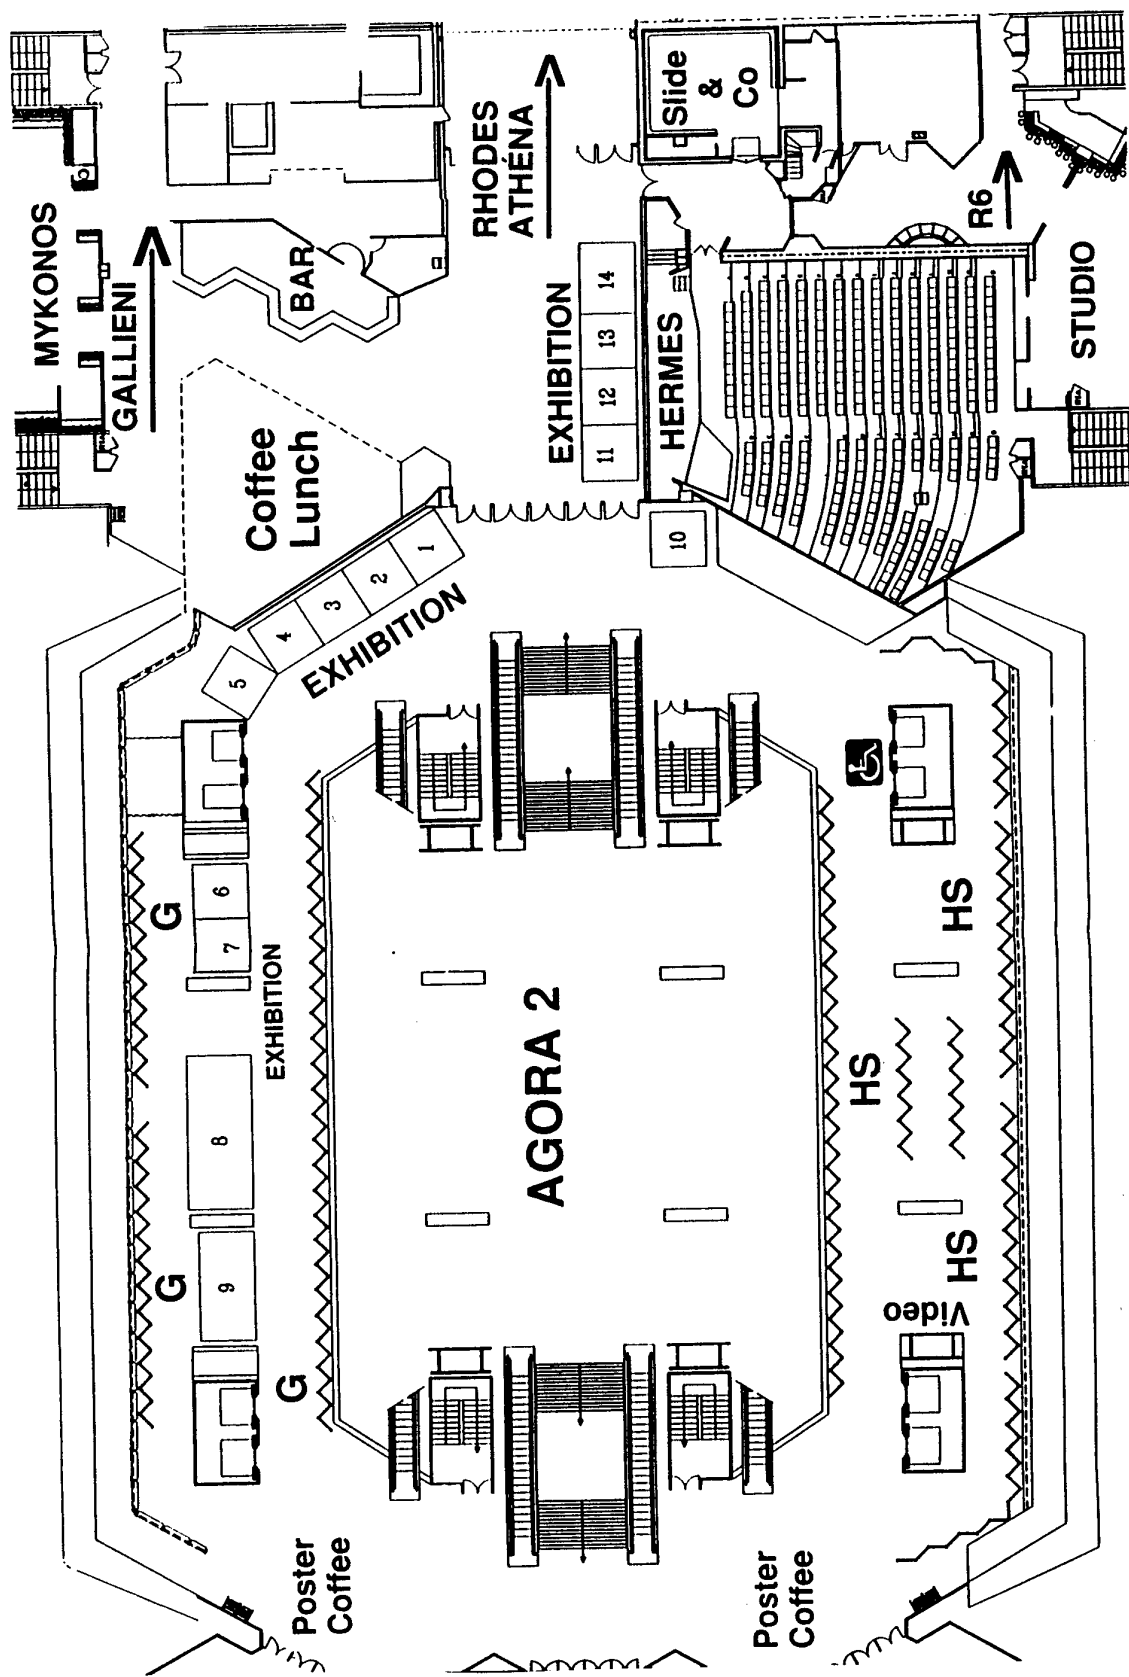 MYKONOS
GALLIENI
BAR
RHODES
ATHÉNA
Slide
&
Co
R6
STUDIO
HERMES
EXHIBITION
14
13
12
11
Coffee
Lunch
10
1
2
3
4
5
EXHIBITION
G
6
7
EXHIBITION
8
G
9
G
AGORA 2
HS
HS
HS
Video
Poster
Coffee
Poster
Coffee